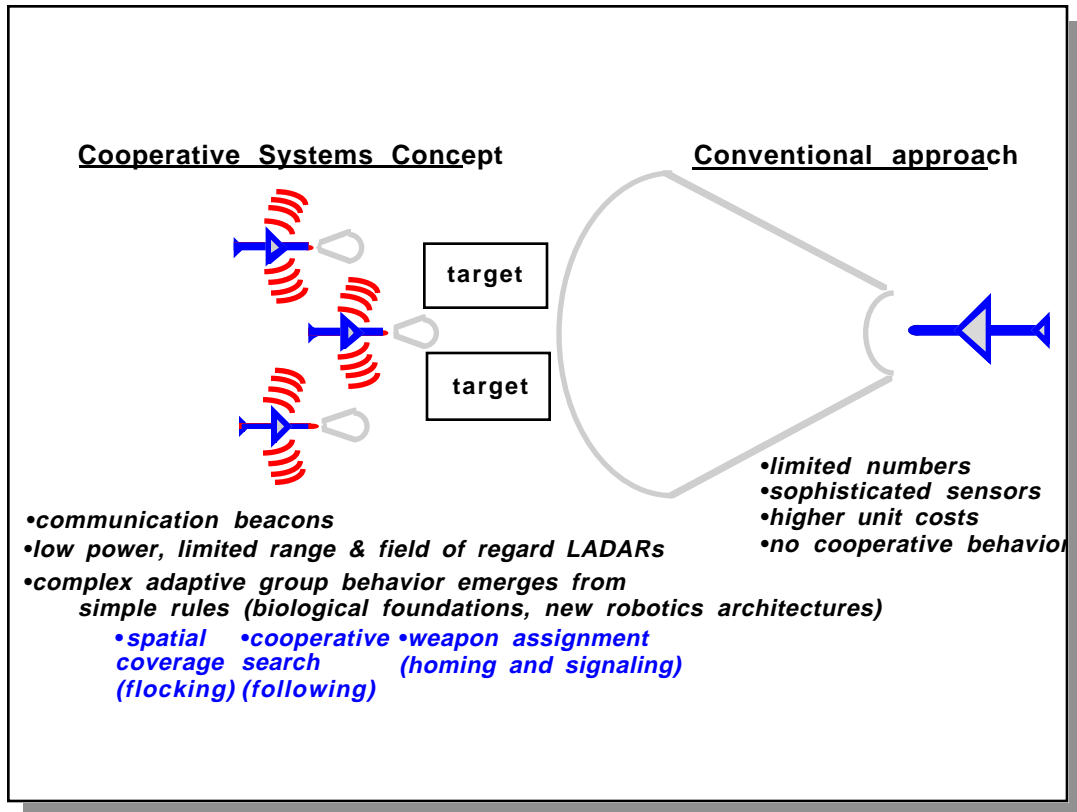 Cooperative Systems Concept
Conventional approach
target
target
•limited numbers
•sophisticated sensors
•higher unit costs
•no cooperative behavior
•communication beacons
•low power, limited range & field of regard LADARs
•complex adaptive group behavior emerges from
simple rules (biological foundations, new robotics architectures)
•spatial
coverage
(flocking)
•cooperative
search
(following)
•weapon assignment
(homing and signaling)